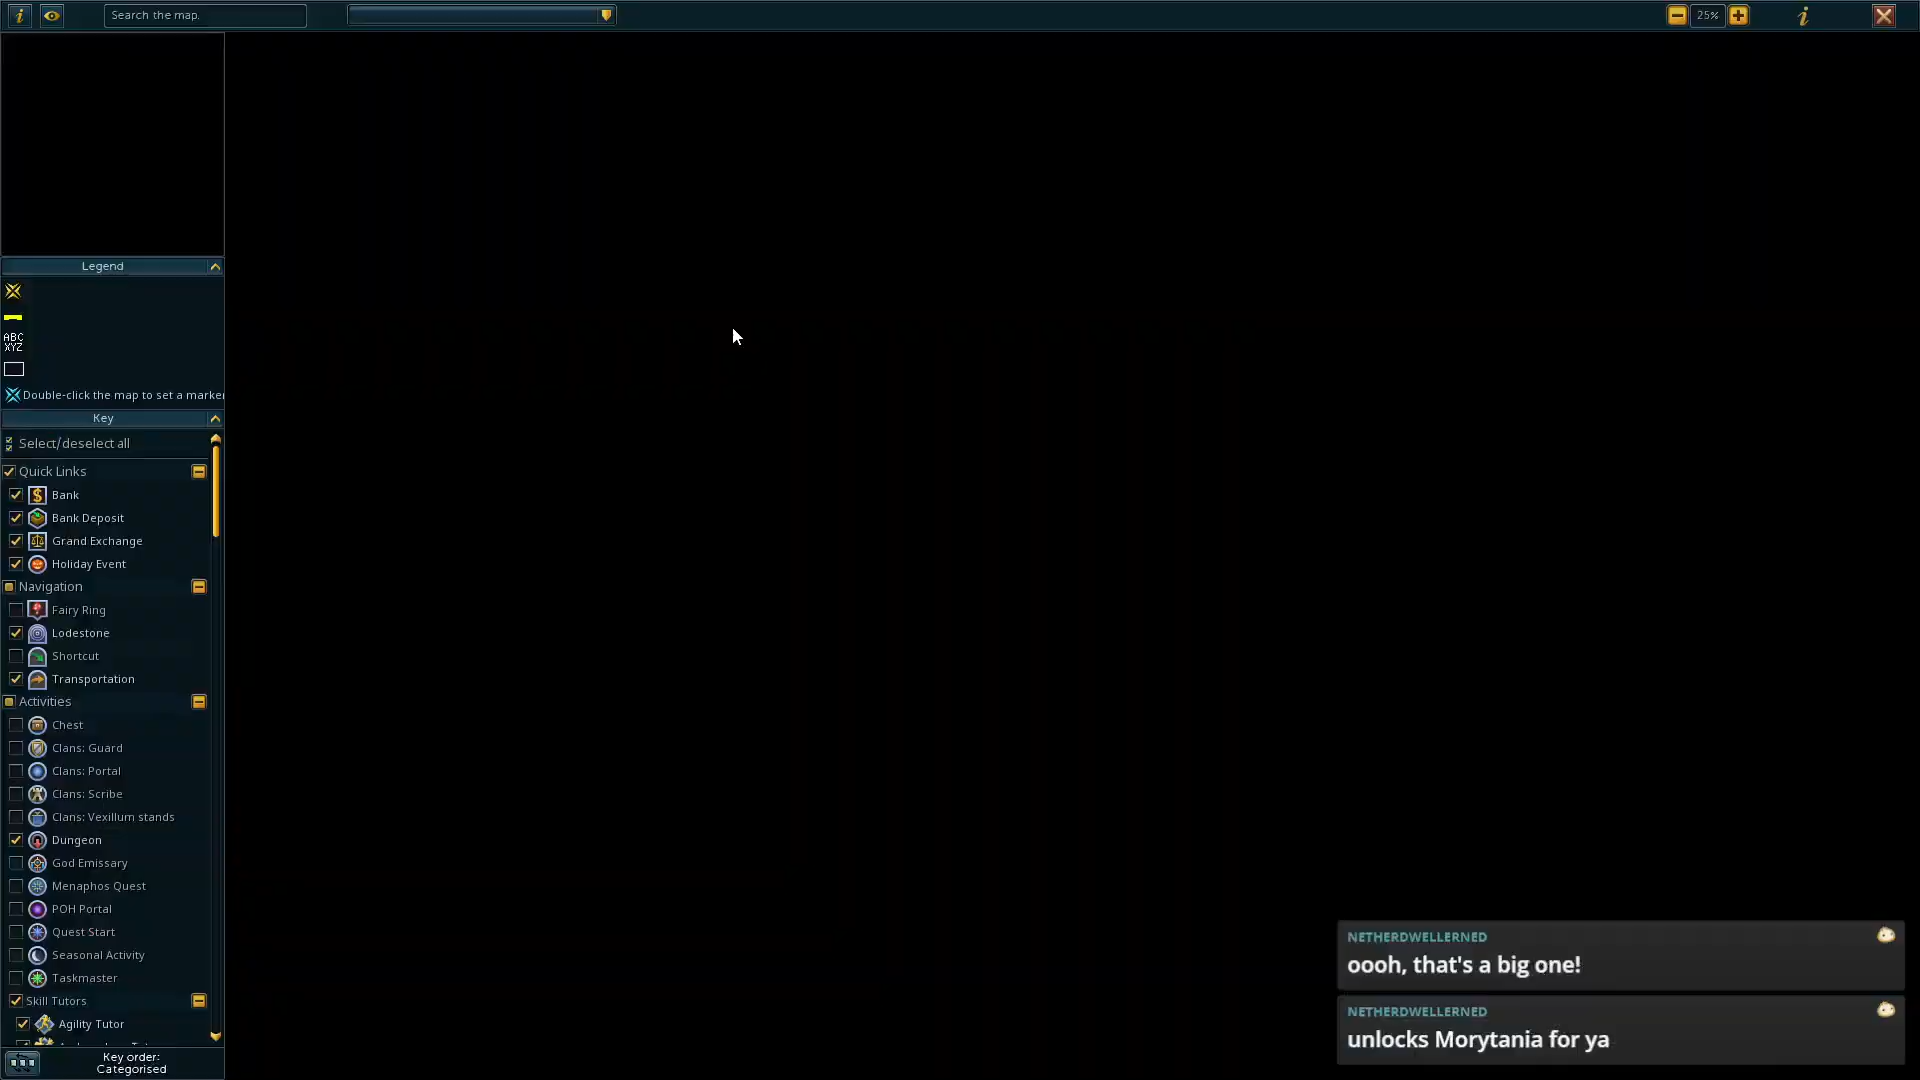 Search the map.
25%
Legend
ABC
XYZ
Double-click the map to set a marker
Key
Select/deselect all
Quick Links
Bank
Bank Deposit
Grand Exchange
Holiday Event
Navigation
Fairy Ring
Lodestone
Shortcut
Transportation
Activities
Chest
Clans: Guard
Clans: Portal
Clans: Scribe
Clans: Vexillum stands
Dungeon
God Emissary
Menaphos Quest
POH Portal
Quest Start
Seasonal Activity
Taskmaster
Skill Tutors
Agility Tutor
Key order:
Categorised
NETHERDWELLERNED
oooh, that's a big one!
NETHERDWELLERNED
unlocks Morytania for ya